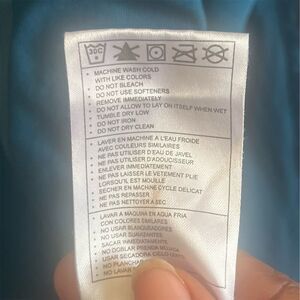 30C
• MACHINE WASH COLD
WITH LIKE COLORS
• DO NOT BLEACH
• DO NOT USE SOFTENERS
• REMOVE IMMEDIATELY
• DO NOT ALLOW TO LAY ON ITSELF WHEN WET
• TUMBLE DRY LOW
• DO NOT IRON
• DO NOT DRY CLEAN
• LAVER EN MACHINE A L'EAU FROIDE
AVEC COULEURS SIMILAIRES
• NE PAS UTILISER D'EAU DE JAVEL
• NE PAS UTILISER D'ADOUCISSEUR
• ENLEVER IMMEDIATEMENT
• NE PAS LAISSER LE VETEMENT PLIE
LORSQU'IL EST MOUILLE
• SECHER EN MACHINE CYCLE DELICAT
• NE PAS REPASSER
• NE PAS NETTOYER A SEC
• LAVAR A MAQUINA EN AQUA FRIA
CON COLORES SIMILARES
• NO USAR BLANQUEADORES
• NO USAR SUAVIZANTES
• SACAR IMMEDIATAMENTE
• NO DOBLAR PRENDA MOJADA
• USAR SECADORA CICLO
• NO PLANCHAR
• NO LAVAR